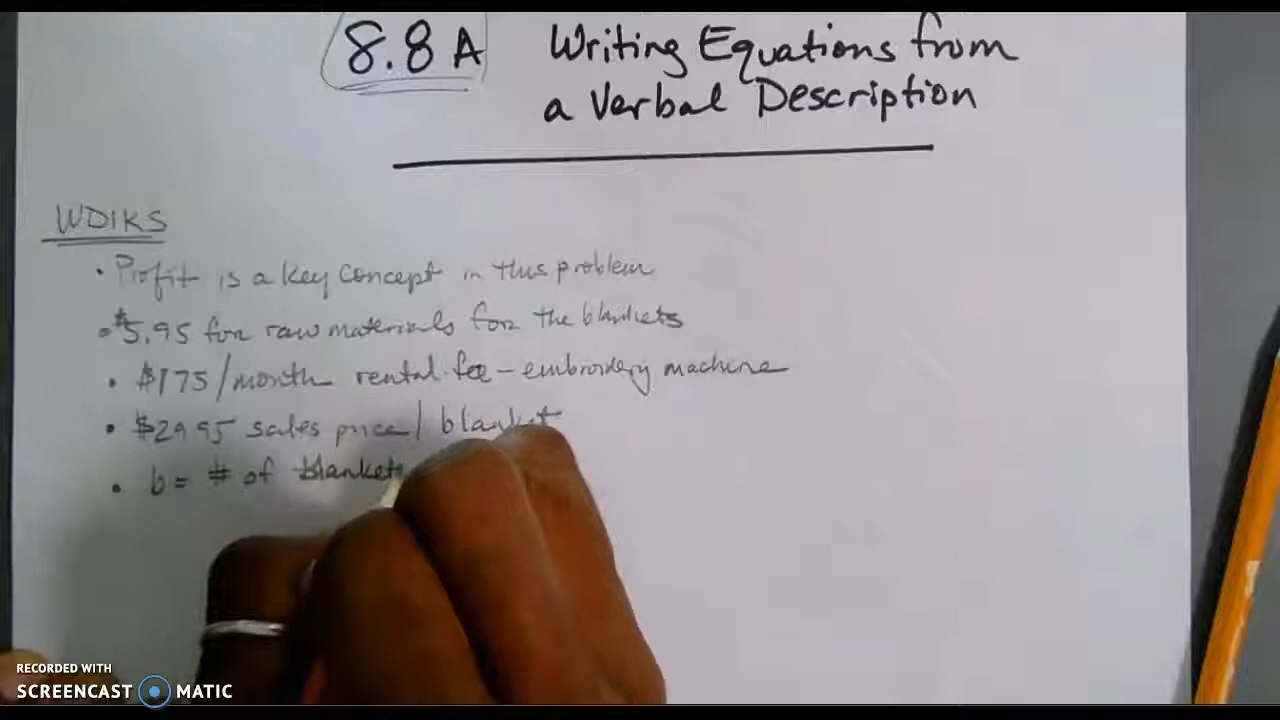 8.8 A Writing Equations from
a Verbal Description
WDIKS
• Profit is a key concept in this problem
• $5.95 for raw materials for the blankets
• $175/month rental fee - embroidery machine
• $29.95 sales price / blanket
• b = # of blankets
RECORDED WITH
SCREENCAST MATIC